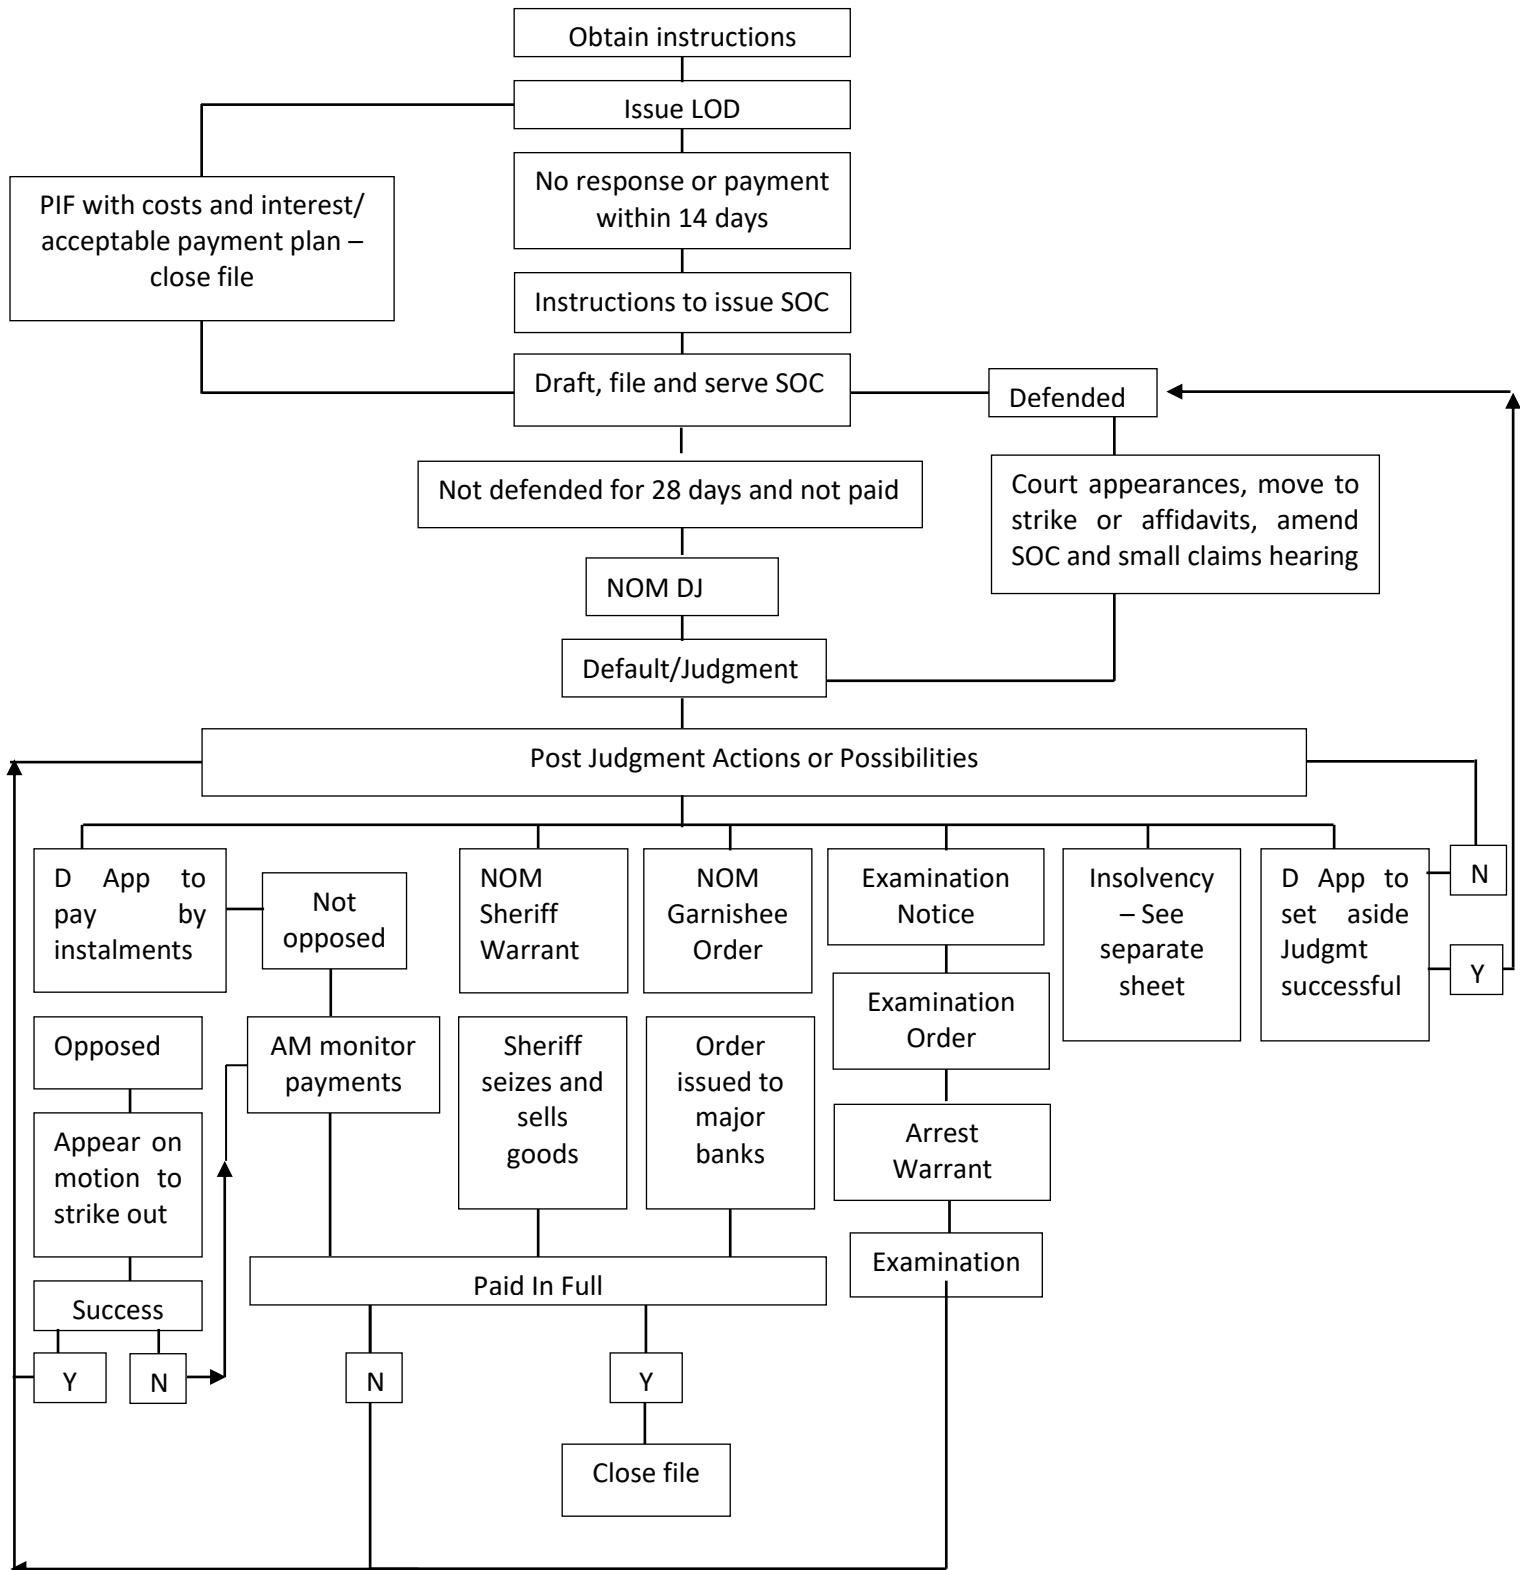 Obtain instructions
Issue LOD
PIF with costs and interest/
acceptable payment plan –
close file
No response or payment
within 14 days
Instructions to issue SOC
Draft, file and serve SOC
Defended
Not defended for 28 days and not paid
Court appearances, move to
strike or affidavits, amend
SOC and small claims hearing
NOM DJ
Default/Judgment
Post Judgment Actions or Possibilities
D App to
pay by
instalments
Not
opposed
NOM
Sheriff
Warrant
NOM
Garnishee
Order
Examination
Notice
Insolvency
– See
separate
sheet
D App to
set aside
Judgmt
successful
N
Y
Examination
Order
Opposed
AM monitor
payments
Sheriff
seizes and
sells
goods
Order
issued to
major
banks
Arrest
Warrant
Appear on
motion to
strike out
Examination
Paid In Full
Success
Y
N
N
Y
Close file